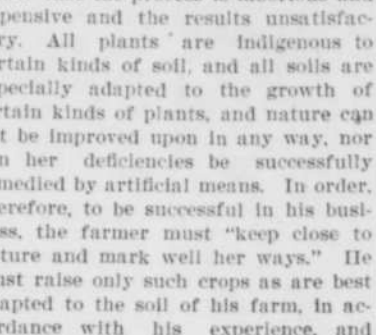 pensive and the results unsatisfac-
ry. All plants are indigenous to
rtain kinds of soil, and all soils are
pecially adapted to the growth of
rtain kinds of plants, and nature can
t be improved upon in any way, nor
n her deficiencies be successfully
medied by artificial means. In order,
erefore, to be successful in his busi-
ss, the farmer must "keep close to
ture and mark well her ways." He
ust raise only such crops as are best
apted to the soil of his farm, in ac-
rdance with his experience and